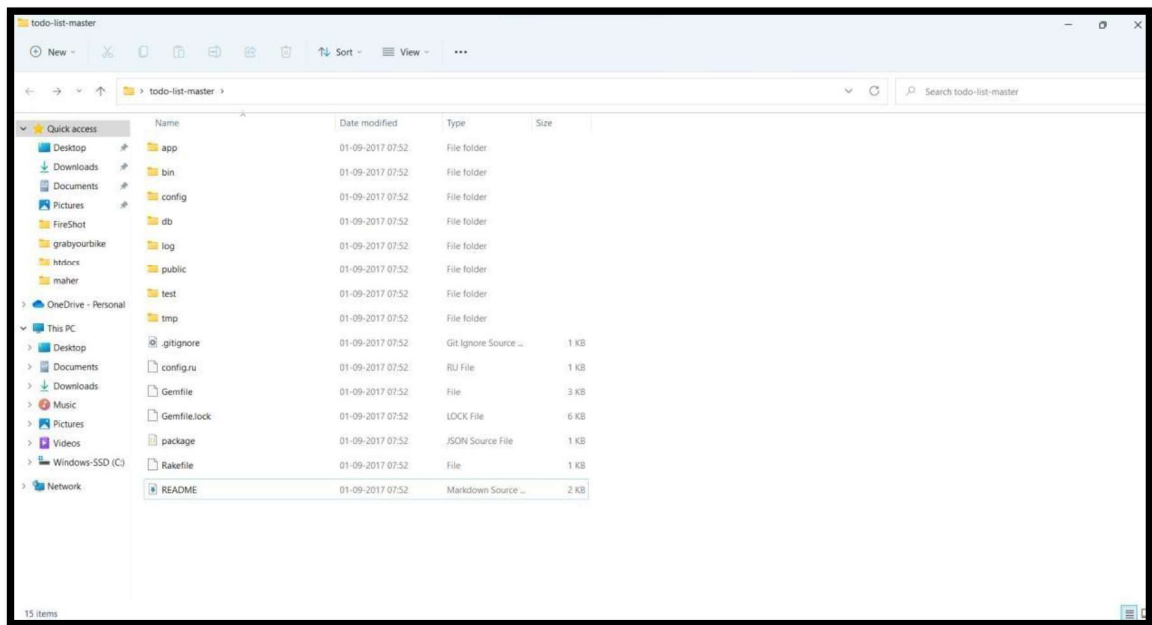 todo-list-master
New Sort View ...
> todo-list-master > Search todo-list-master
Name Date modified Type Size
Quick access
Desktop
Downloads
Documents
Pictures
FireShot
grabyourbike
htdocs
maher
OneDrive - Personal
This PC
Desktop
Documents
Downloads
Music
Pictures
Videos
Windows-SSD (C:)
Network
app 01-09-2017 07:52 File folder
bin 01-09-2017 07:52 File folder
config 01-09-2017 07:52 File folder
db 01-09-2017 07:52 File folder
log 01-09-2017 07:52 File folder
public 01-09-2017 07:52 File folder
test 01-09-2017 07:52 File folder
tmp 01-09-2017 07:52 File folder
.gitignore 01-09-2017 07:52 Git Ignore Source ... 1 KB
config.ru 01-09-2017 07:52 RU File 1 KB
Gemfile 01-09-2017 07:52 File 3 KB
Gemfile.lock 01-09-2017 07:52 LOCK File 6 KB
package 01-09-2017 07:52 JSON Source File 1 KB
Rakefile 01-09-2017 07:52 File 1 KB
README 01-09-2017 07:52 Markdown Source ... 2 KB
15 items